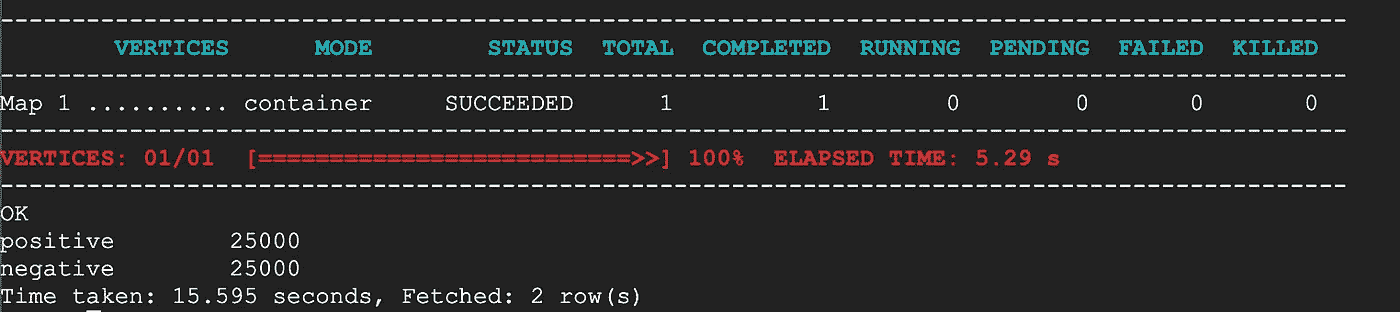 ----------------------------------------------------------------------------------------------
        VERTICES      MODE        STATUS  TOTAL  COMPLETED  RUNNING  PENDING  FAILED  KILLED
----------------------------------------------------------------------------------------------
Map 1 .......... container     SUCCEEDED      1          1        0        0       0       0
----------------------------------------------------------------------------------------------
VERTICES: 01/01  [==========================>>] 100%  ELAPSED TIME: 5.29 s
----------------------------------------------------------------------------------------------
OK
positive        25000
negative        25000
Time taken: 15.595 seconds, Fetched: 2 row(s)